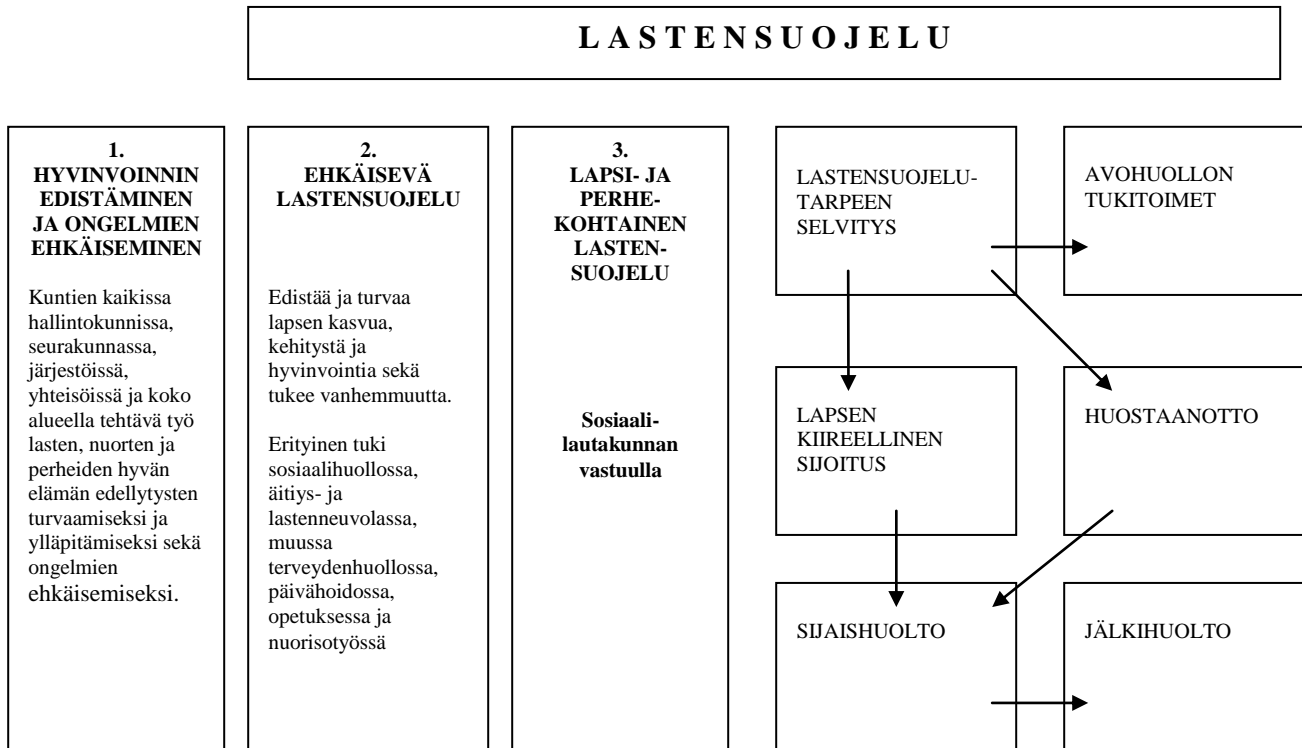 LASTENSUOJELU
1.
HYVINVOINNIN
EDISTÄMINEN
JA ONGELMIEN
EHKÄISEMINEN
Kuntien kaikissa
hallintokunnissa,
seurakunnassa,
järjestöissä,
yhteisöissä ja koko
alueella tehtävä työ
lasten, nuorten ja
perheiden hyvän
elämän edellytysten
turvaamiseksi ja
ylläpitämiseksi sekä
ongelmien
ehkäisemiseksi.
2.
EHKÄISEVÄ
LASTENSUOJELU
Edistää ja turvaa
lapsen kasvua,
kehitystä ja
hyvinvointia sekä
tukee vanhemmuutta.
Erityinen tuki
sosiaalihuollossa,
äitiys- ja
lastenneuvolassa,
muussa
terveydenhuollossa,
päivähoidossa,
opetuksessa ja
nuorisotyössä
3.
LAPSI- JA
PERHE-
KOHTAINEN
LASTEN-
SUOJELU
Sosiaali-
lautakunnan
vastuulla
LASTENSUOJELU-
TARPEEN
SELVITYS
AVOHUOLLON
TUKITOIMET
LAPSEN
KIIREELLINEN
SIJOITUS
HUOSTAANOTTO
SIJAISHUOLTO
JÄLKIHUOLTO